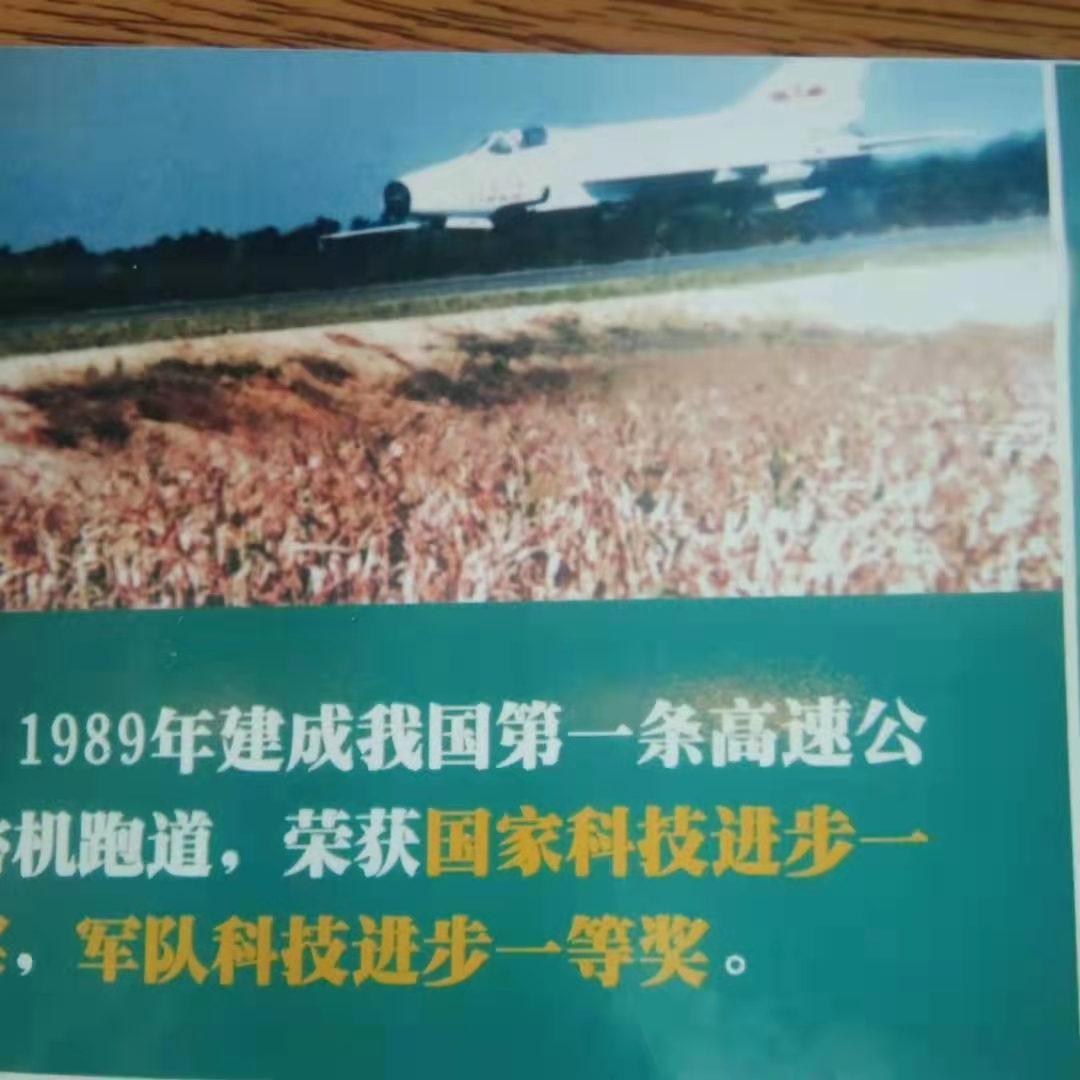 1989年建成我国第一条高速公
机跑道，荣获国家科技进步一
，军队科技进步一等奖。